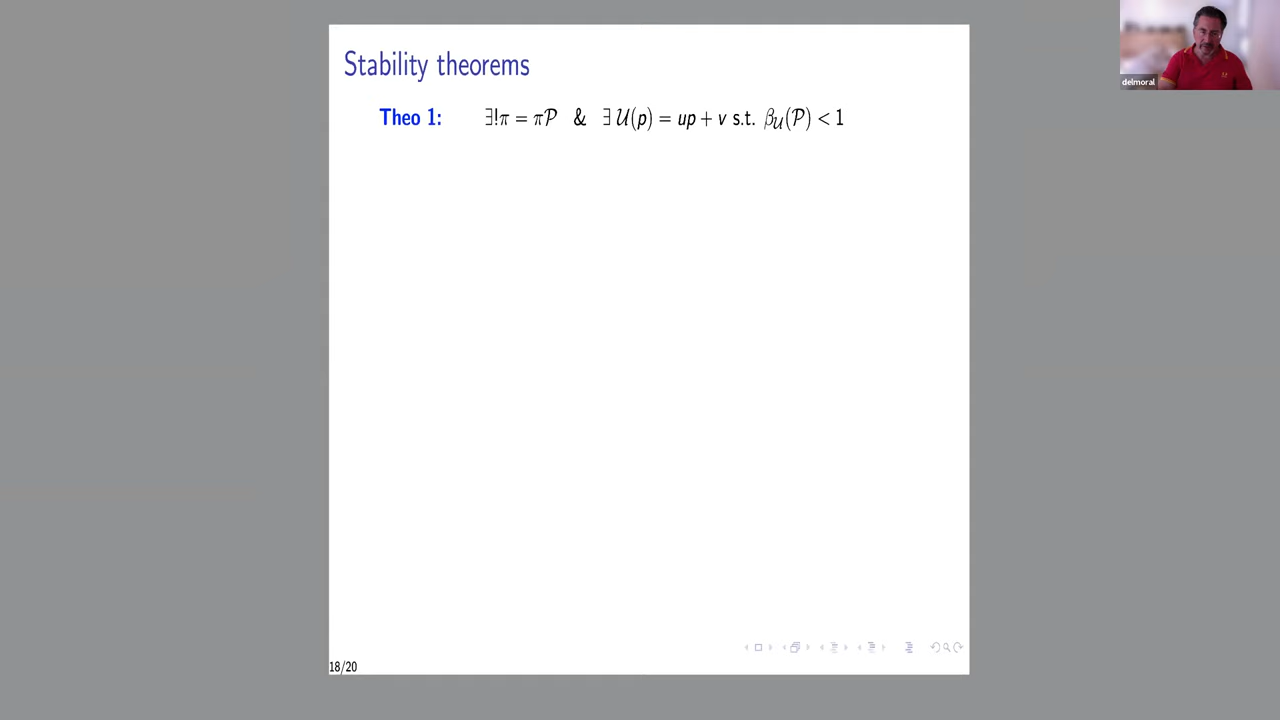 Stability theorems
Theo 1: ∃!π = π𝒫 & ∃ 𝒰(p) = up + v s.t. β_𝒰(𝒫) < 1
18/20
delmoral